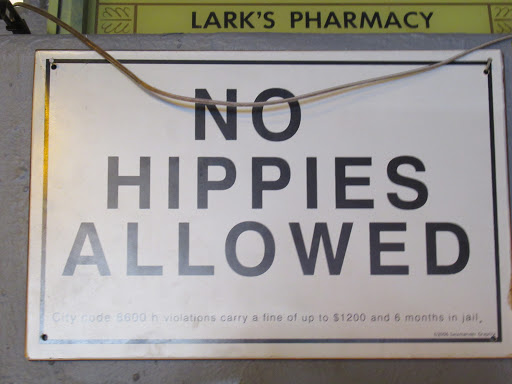 LARK'S PHARMACY
NO
HIPPIES
ALLOWED
City code 5600 h violations carry a fine of up to $1200 and 6 months in jail.